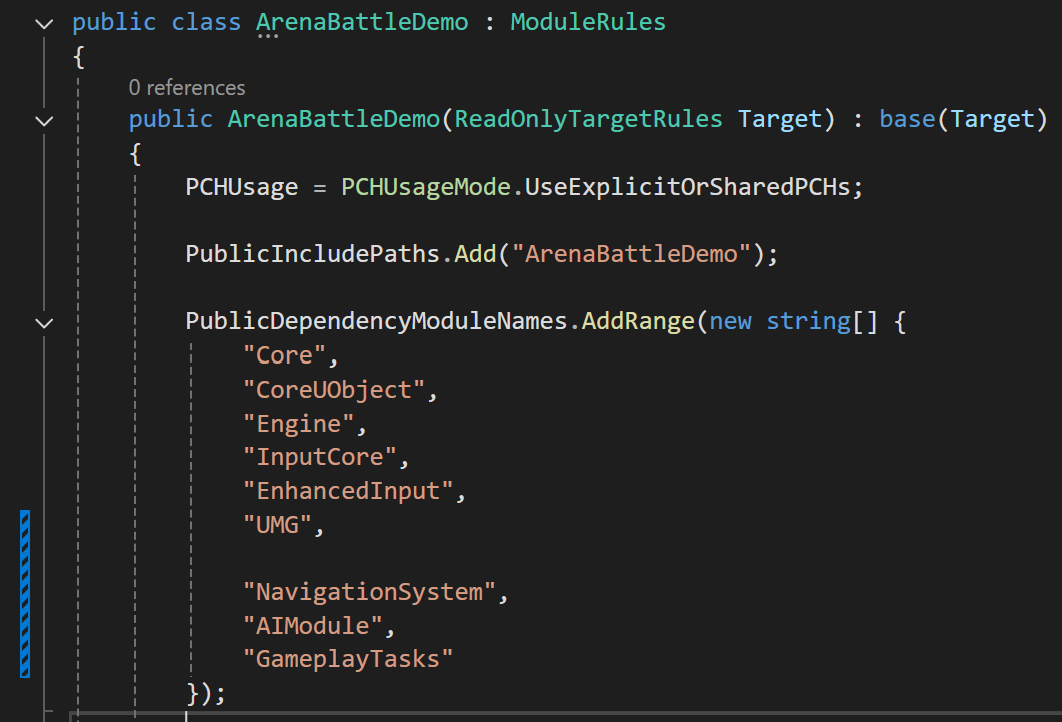 public class ArenaBattleDemo : ModuleRules
{
0 references
public ArenaBattleDemo(ReadOnlyTargetRules Target) : base(Target)
{
PCHUsage = PCHUsageMode.UseExplicitOrSharedPCHs;
PublicIncludePaths.Add("ArenaBattleDemo");
PublicDependencyModuleNames.AddRange(new string[] {
"Core",
"CoreUObject",
"Engine",
"InputCore",
"EnhancedInput",
"UMG",
"NavigationSystem",
"AIModule",
"GameplayTasks"
});